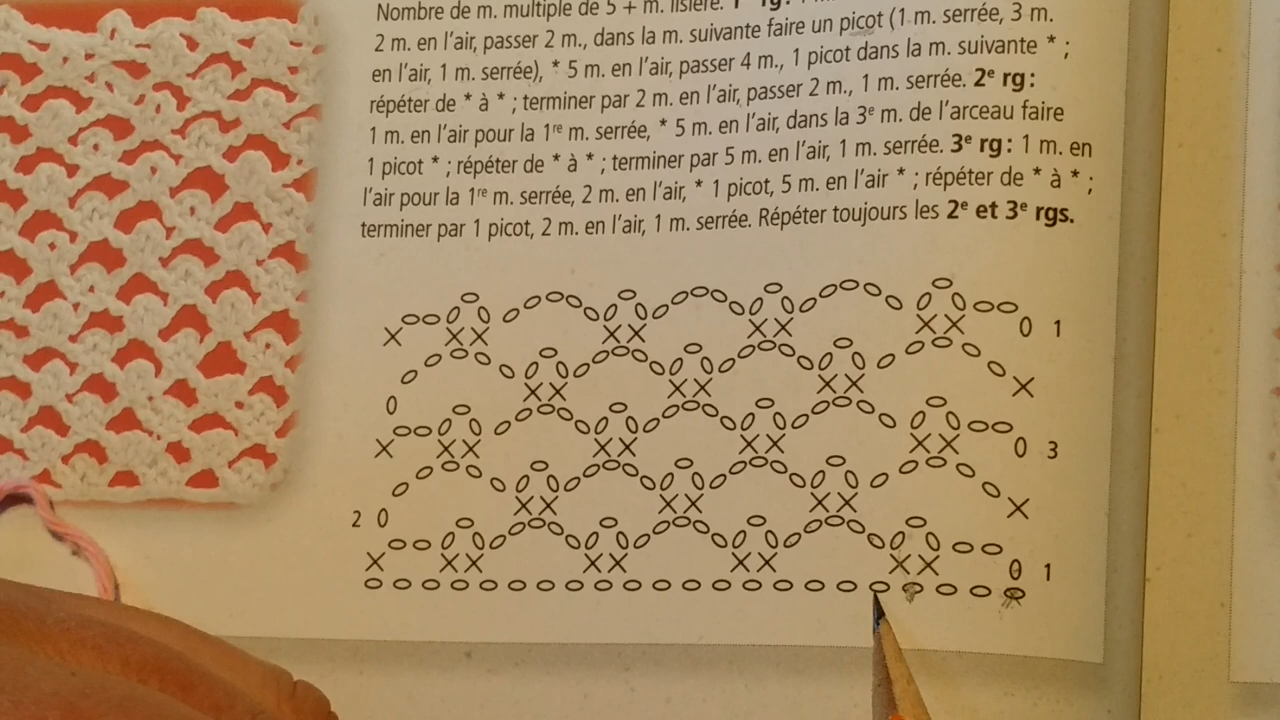 Nombre de m. multiple de 5 + m. lisière.
2 m. en l'air, passer 2 m., dans la m. suivante faire un picot (1 m. serrée, 3 m.
en l'air, 1 m. serrée), * 5 m. en l'air, passer 4 m., 1 picot dans la m. suivante * ;
répéter de * à * ; terminer par 2 m. en l'air, passer 2 m., 1 m. serrée. 2e rg :
1 m. en l'air pour la 1re m. serrée, * 5 m. en l'air, dans la 3e m. de l'arceau faire
1 picot * ; répéter de * à * ; terminer par 5 m. en l'air, 1 m. serrée. 3e rg : 1 m. en
l'air pour la 1re m. serrée, 2 m. en l'air, * 1 picot, 5 m. en l'air * ; répéter de * à * ;
terminer par 1 picot, 2 m. en l'air, 1 m. serrée. Répéter toujours les 2e et 3e rgs.
1
3
2
1